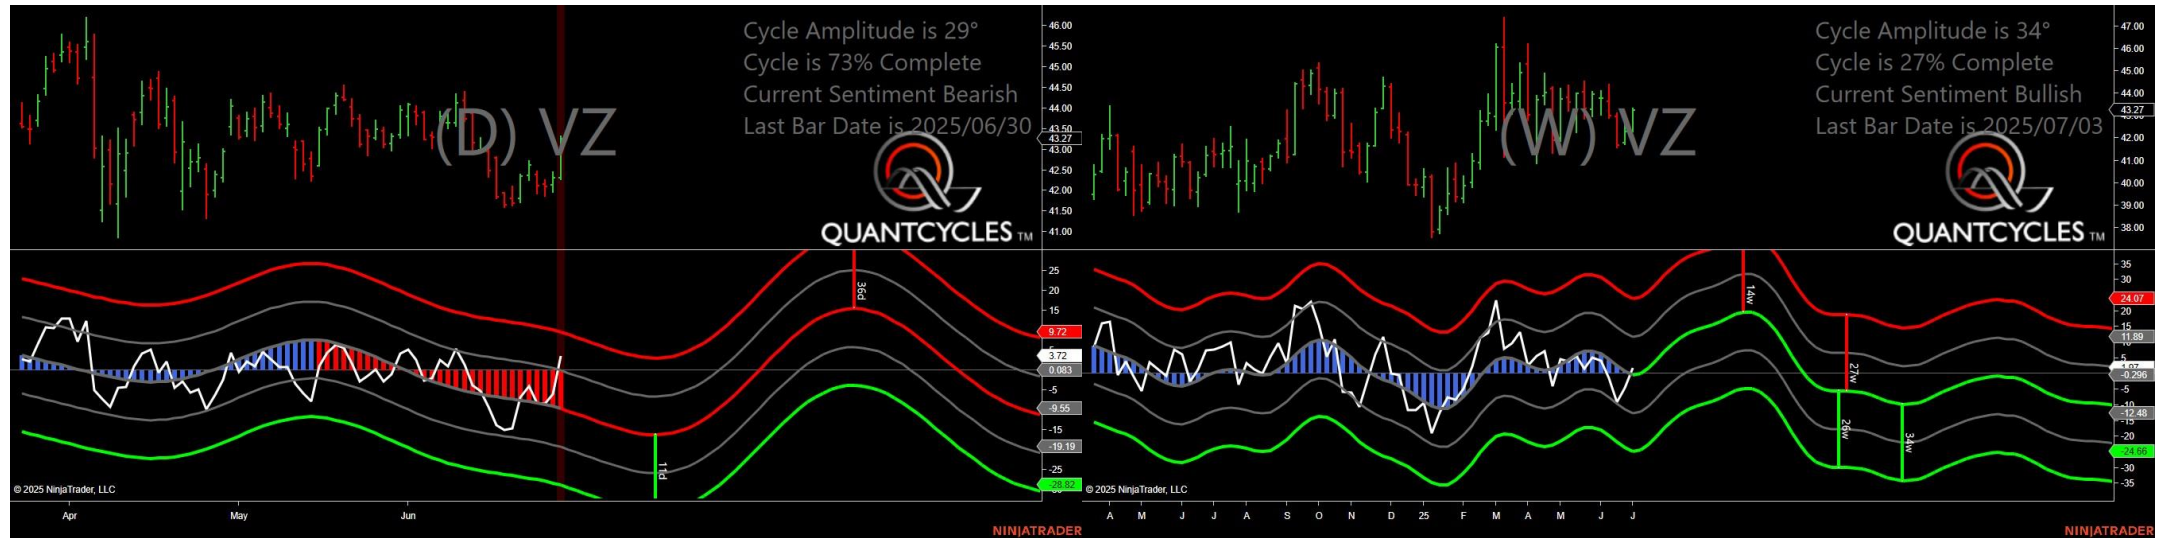 Cycle Amplitude is 29°
Cycle is 73% Complete
Current Sentiment Bearish
Last Bar Date is 2025/06/30
(D) VZ
QUANTCYCLES TM
46.00
45.50
45.00
44.50
44.00
43.50
43.27
43.00
42.50
42.00
41.50
41.00
36d
11d
25
20
15
9.72
3.72
0.083
-5
-9.55
-15
-19.19
-25
-28.82
© 2025 NinjaTrader, LLC
Apr
May
Jun
NINJATRADER
Cycle Amplitude is 34°
Cycle is 27% Complete
Current Sentiment Bullish
Last Bar Date is 2025/07/03
(W) VZ
QUANTCYCLES TM
47.00
46.00
45.00
44.00
43.27
42.00
41.00
40.00
39.00
38.00
14w
27w
26w
34w
35
30
24.07
20
15
11.89
5
-0.296
-5
-10
-12.48
-15
-20
-24.66
-30
-35
© 2025 NinjaTrader, LLC
A M J J A S O N D 25 F M A M J J
NINJATRADER